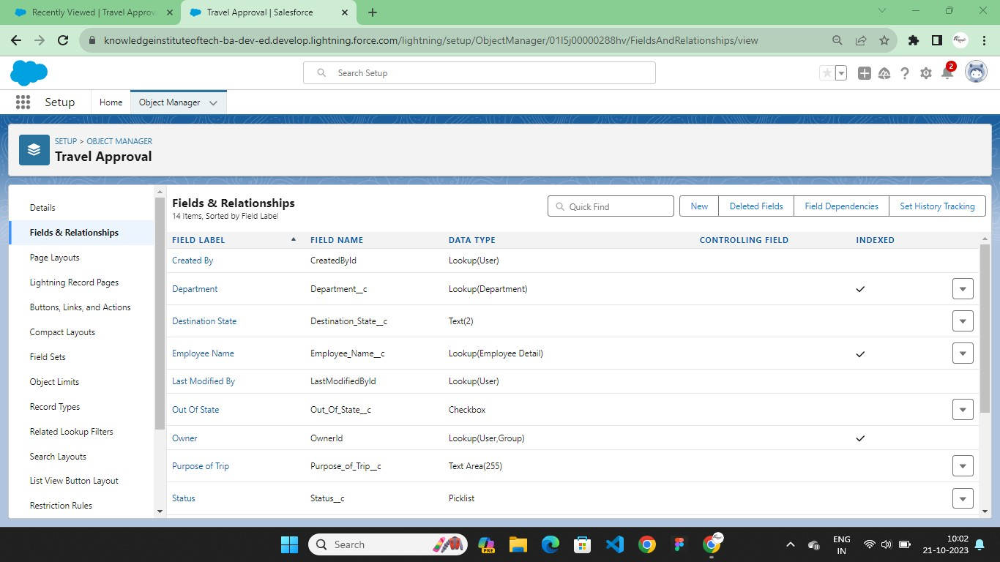 Recently Viewed | Travel Approv
Travel Approval | Salesforce
knowledgeinstituteoftech-ba-dev-ed.develop.lightning.force.com/lightning/setup/ObjectManager/01I5j00000288hv/FieldsAndRelationships/view
Search Setup
2
Setup
Home
Object Manager
SETUP > OBJECT MANAGER
Travel Approval
Details
Fields & Relationships
Page Layouts
Lightning Record Pages
Buttons, Links, and Actions
Compact Layouts
Field Sets
Object Limits
Record Types
Related Lookup Filters
Search Layouts
List View Button Layout
Restriction Rules
Fields & Relationships
14 Items, Sorted by Field Label
Quick Find
New
Deleted Fields
Field Dependencies
Set History Tracking
FIELD LABEL FIELD NAME DATA TYPE CONTROLLING FIELD INDEXED
Created By CreatedById Lookup(User)
Department Department__c Lookup(Department)
Destination State Destination_State__c Text(2)
Employee Name Employee_Name__c Lookup(Employee Detail)
Last Modified By LastModifiedById Lookup(User)
Out Of State Out_Of_State__c Checkbox
Owner OwnerId Lookup(User,Group)
Purpose of Trip Purpose_of_Trip__c Text Area(255)
Status Status__c Picklist
Search
PRE
ENG
IN
10:02
21-10-2023